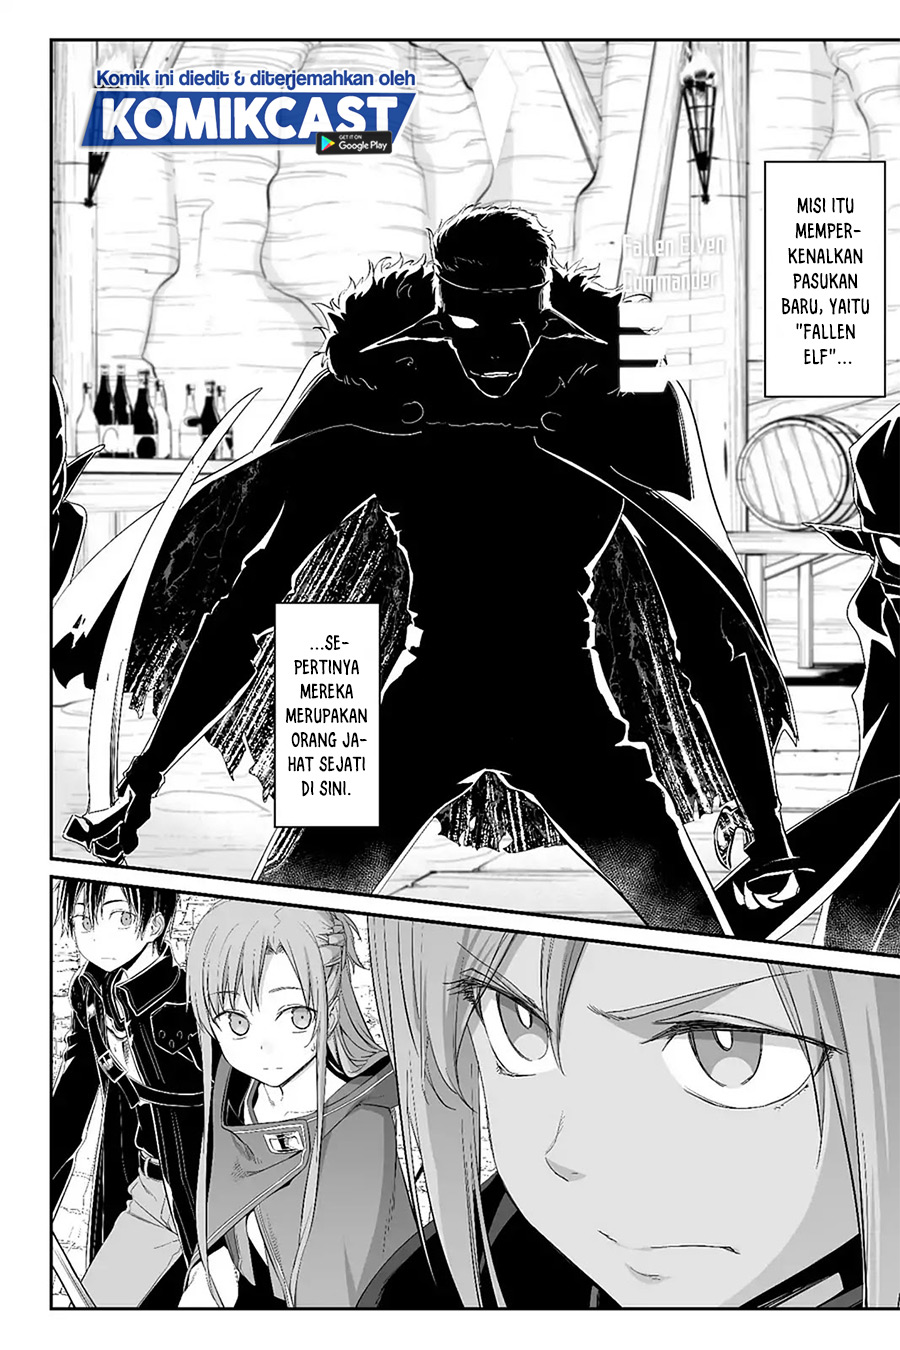 Komik ini diedit & diterjemahkan oleh
KOMIKCAST
GET IT ON
Google Play
MISI ITU
MEMPER-
KENALKAN
PASUKAN
BARU, YAITU
"FALLEN
ELF"...
Fallen Elven
Commander
...SE-
PERTINYA
MEREKA
MERUPAKAN
ORANG JA-
HAT SEJATI
DI SINI.